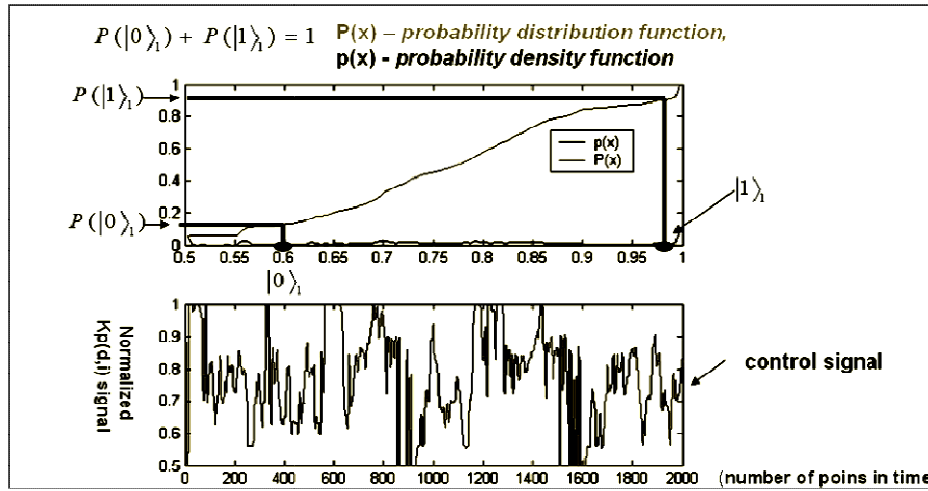 P(|0⟩₁) + P(|1⟩₁) = 1
P(x) – probability distribution function,
p(x) - probability density function
P(|1⟩₁)
P(|0⟩₁)
1
0.8
0.6
0.4
0.2
0
p(x)
P(x)
|1⟩₁
0.5 0.55 0.6 0.65 0.7 0.75 0.8 0.85 0.9 0.95 1
|0⟩₁
Normalized
Kp(d,i) signal
1
0.9
0.8
0.7
0.6
0.5
control signal
0 200 400 600 800 1000 1200 1400 1600 1800 2000
(number of poins in time